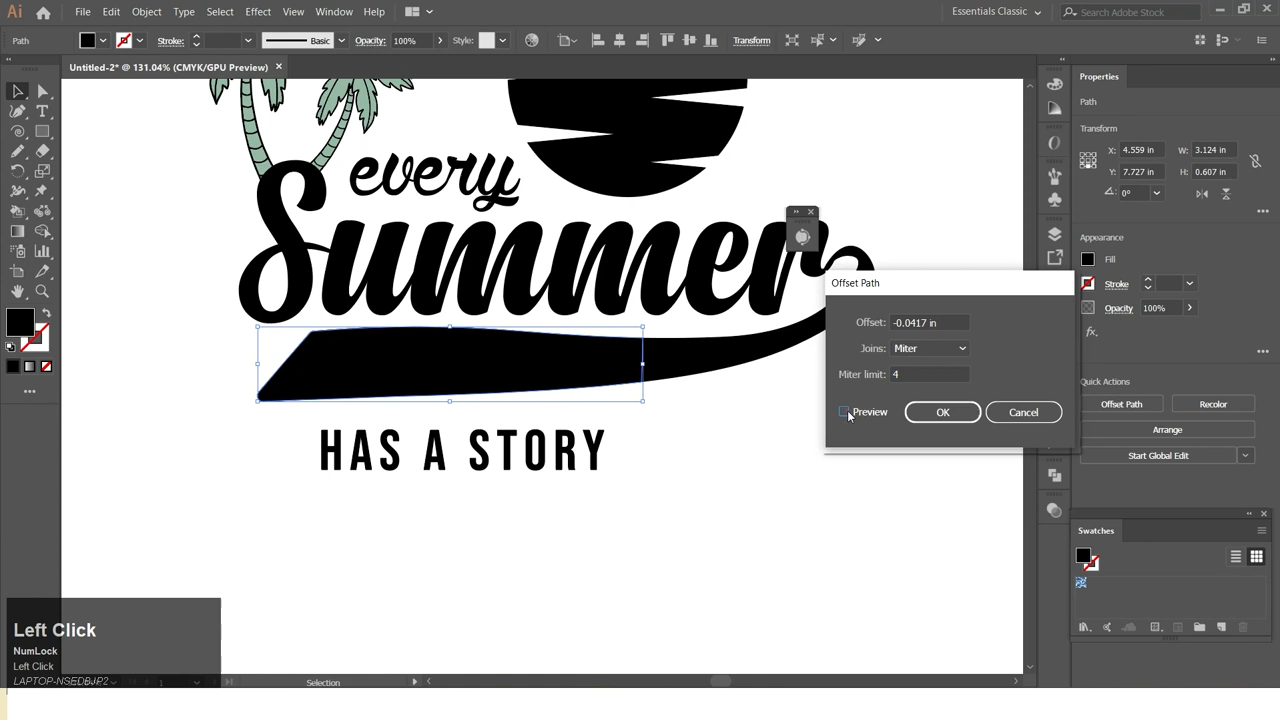 Ai File Edit Object Type Select Effect View Window Help Essentials Classic Search Adobe Stock
Path Stroke: Basic Opacity: 100% Style: Transform
Untitled-2* @ 131.04% (CMYK/GPU Preview) ×
every
Summer
HAS A STORY
Offset Path
Offset: -0.0417 in
Joins: Miter
Miter limit: 4
Preview OK Cancel
Properties
Path
Transform
X: 4.559 in W: 3.124 in
Y: 7.727 in H: 0.607 in
0°
Appearance
Fill
Stroke
Opacity 100%
fx.
Quick Actions
Offset Path Recolor
Arrange
Start Global Edit
Swatches
Left Click
NumLock
Left Click
LAPTOP-NSEDBJP2
1 Selection